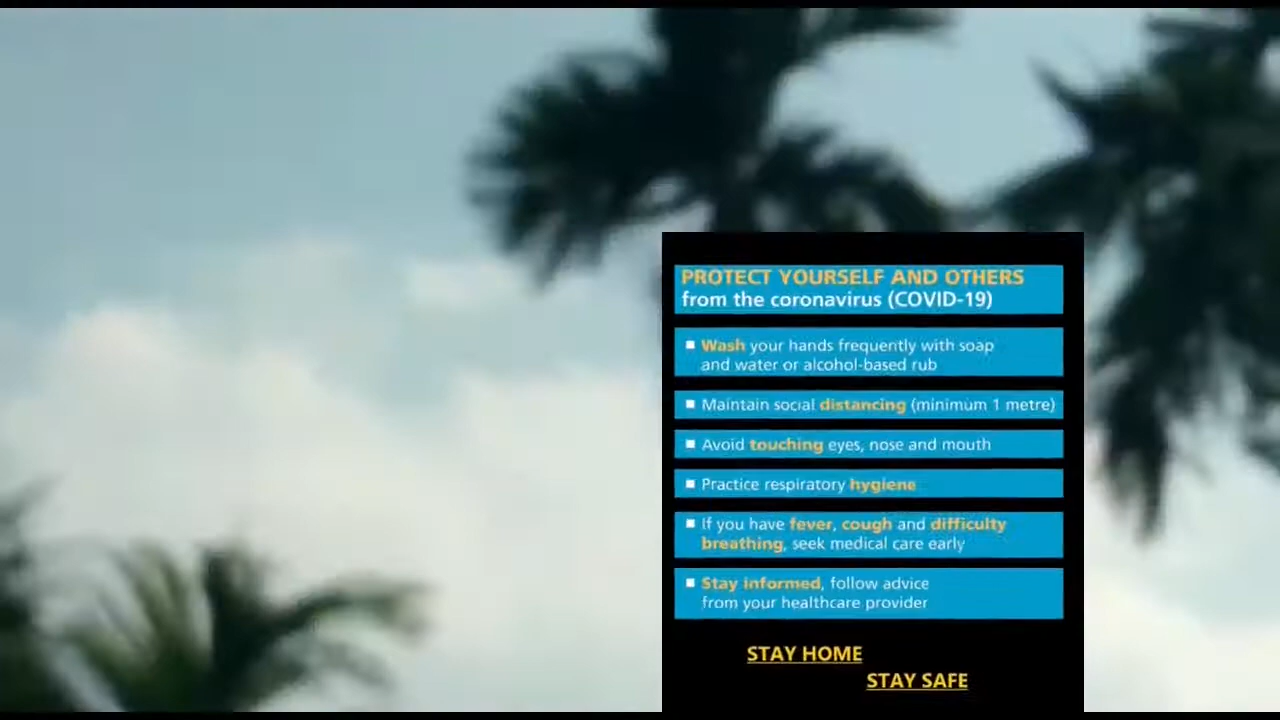 PROTECT YOURSELF AND OTHERS
from the coronavirus (COVID-19)
Wash your hands frequently with soap
and water or alcohol-based rub
Maintain social distancing (minimum 1 metre)
Avoid touching eyes, nose and mouth
Practice respiratory hygiene
If you have fever, cough and difficulty
breathing, seek medical care early
Stay informed, follow advice
from your healthcare provider
STAY HOME
STAY SAFE